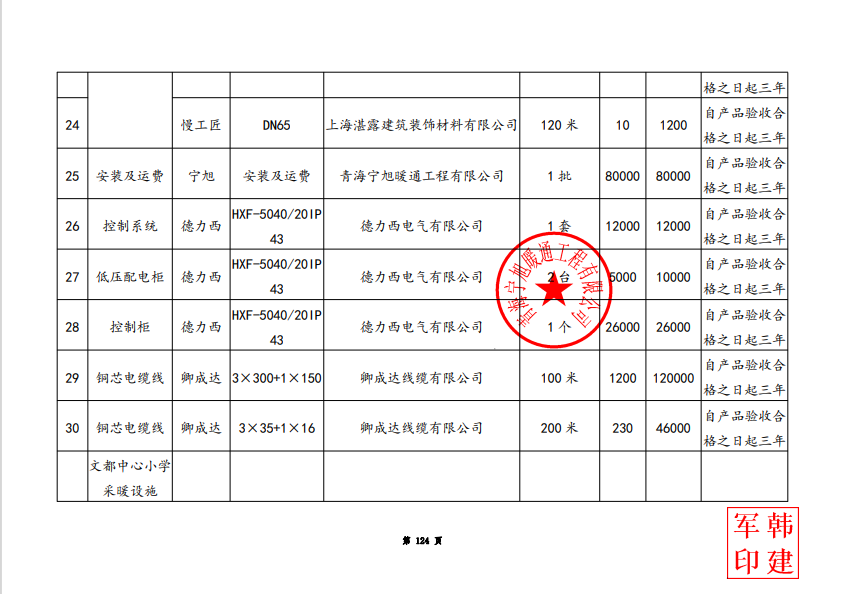 格之日起三年
24 慢工匠 DN65 上海湛露建筑装饰材料有限公司 120 米 10 1200 自产品验收合
格之日起三年
25 安装及运费 宁旭 安装及运费 青海宁旭暖通工程有限公司 1 批 80000 80000 自产品验收合
格之日起三年
26 控制系统 德力西 HXF-5040/20IP 德力西电气有限公司 1 套 12000 12000 自产品验收合
43 格之日起三年
27 低压配电柜 德力西 HXF-5040/20IP 德力西电气有限公司 2 台 5000 10000 自产品验收合
43 格之日起三年
28 控制柜 德力西 HXF-5040/20IP 德力西电气有限公司 1 个 26000 26000 自产品验收合
43 格之日起三年
29 铜芯电缆线 卿成达 3×300+1×150 卿成达线缆有限公司 100 米 1200 120000 自产品验收合
格之日起三年
30 铜芯电缆线 卿成达 3×35+1×16 卿成达线缆有限公司 200 米 230 46000 自产品验收合
格之日起三年
文都中心小学
采暖设施
青海宁旭暖通工程有限公司
第 124 页
韩建
军印